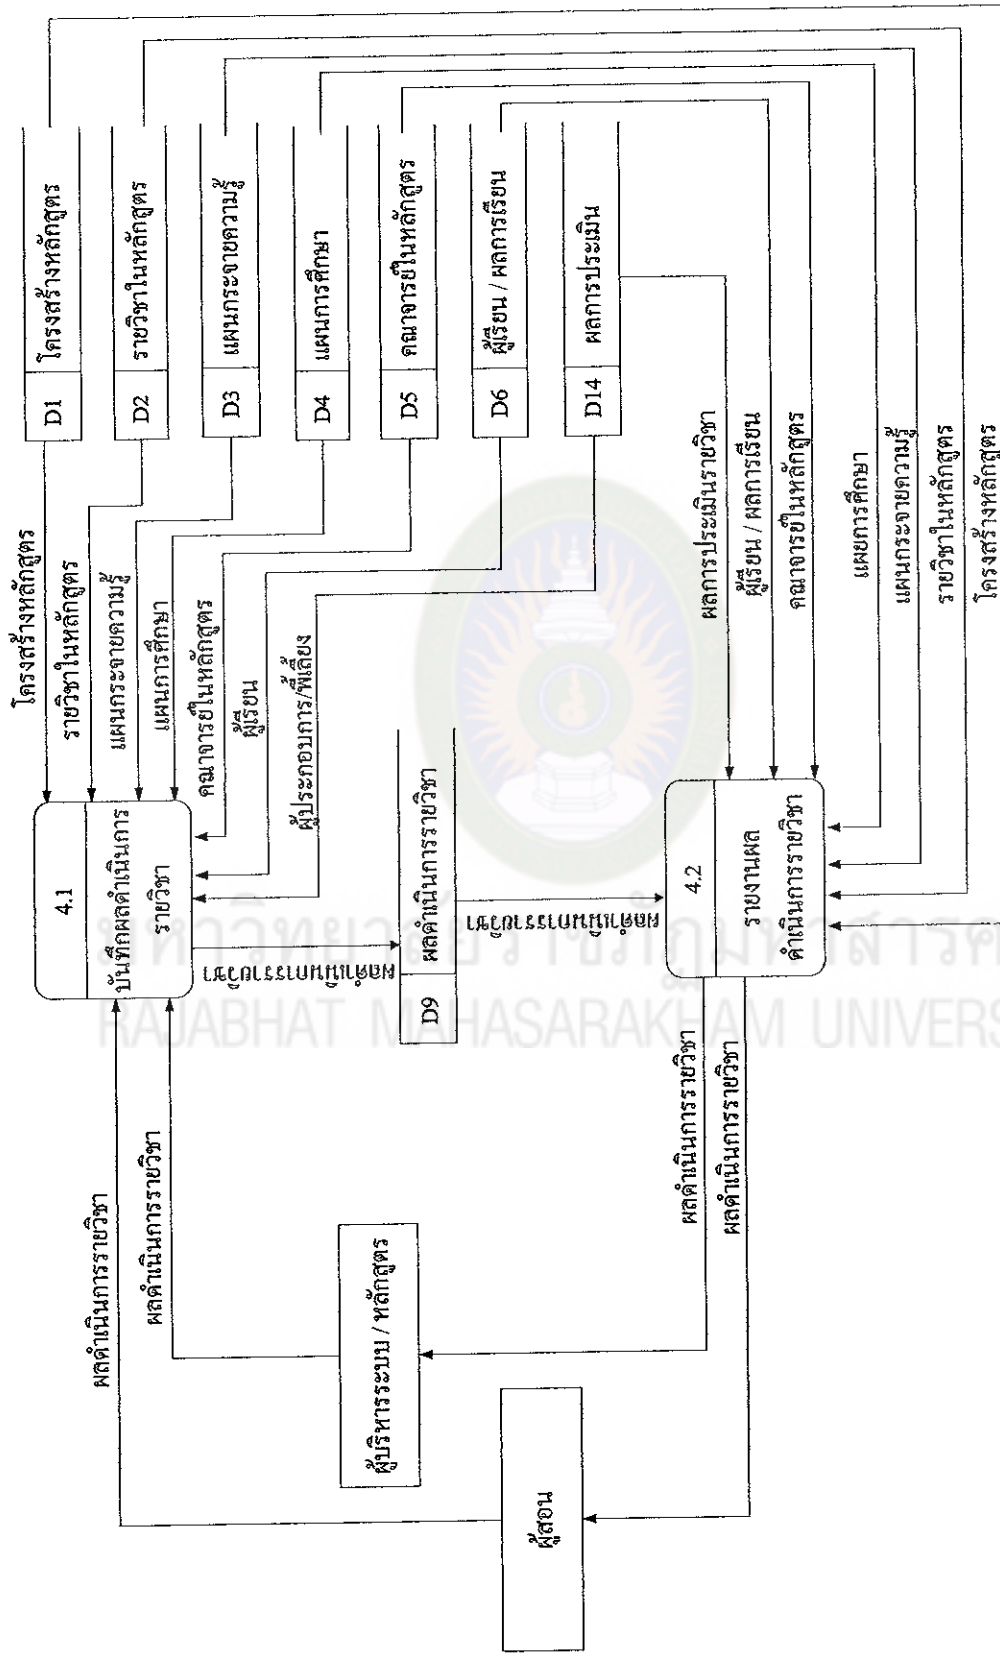 ผลดำเนินการรายวิชา
ผลดำเนินการรายวิชา
ผู้สอน
ผู้บริหารระบบ / หลักสูตร
ผลดำเนินการรายวิชา
ผลดำเนินการรายวิชา
4.1
บันทึกผลดำเนินการ
รายวิชา
ผลดำเนินการรายวิชา
D9
ผลดำเนินการรายวิชา
ผลดำเนินการรายวิชา
4.2
รายงานผล
ดำเนินการรายวิชา
โครงสร้างหลักสูตร
รายวิชาในหลักสูตร
แผนกระจายความรู้
แผนการศึกษา
คณาจารย์ในหลักสูตร
ผู้เรียน
ผู้ประกอบการ/พี่เลี้ยง
ผลการประเมินรายวิชา
ผู้เรียน / ผลการเรียน
คณาจารย์ในหลักสูตร
แผยการศึกษา
แผนกระจายความรู้
รายวิชาในหลักสูตร
โครงสร้างหลักสูตร
D1 โครงสร้างหลักสูตร
D2 รายวิชาในหลักสูตร
D3 แผนกระจายความรู้
D4 แผนการศึกษา
D5 คณาจารย์ในหลักสูตร
D6 ผู้เรียน / ผลการเรียน
D14 ผลการประเมิน
มหาวิทยาลัยราชภัฏมหาสารค
RAJABHAT MAHASARAKHAM UNIVERS